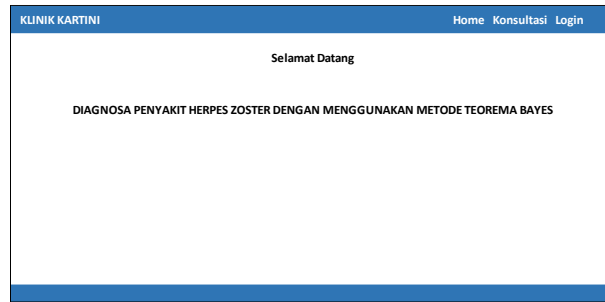 KLINIK KARTINI Home Konsultasi Login
Selamat Datang
DIAGNOSA PENYAKIT HERPES ZOSTER DENGAN MENGGUNAKAN METODE TEOREMA BAYES